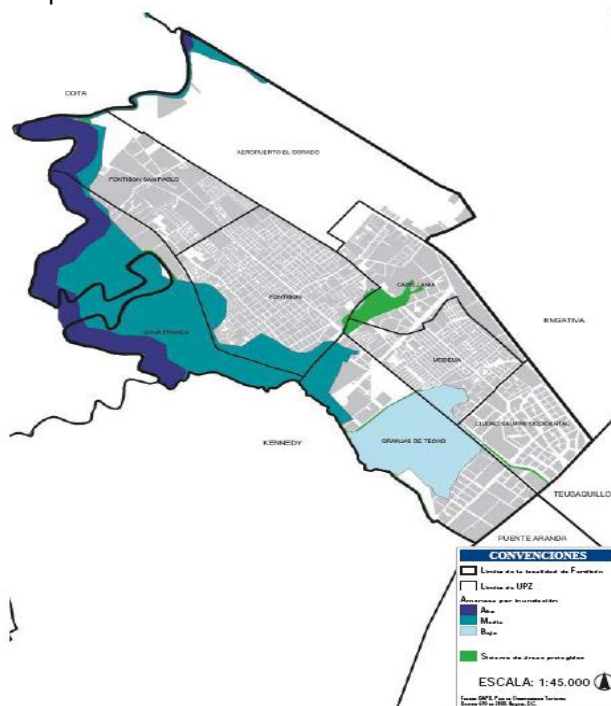 COTA
AEROPUERTO EL DORADO
FONTIBON SAN PABLO
CAPELLANIA
FONTIBON
ENGATIVA
ZONA FRANCA
MODELIA
CIUDAD SALITRE OCCIDENTAL
KENNEDY
GRANJAS DE TECHO
TEUSAQUILLO
PUENTE ARANDA
CONVENCIONES
Limite de la localidad de Fontibón
Limite de UPZ
Amenaza por inundación
Alta
Media
Baja
Sistema de áreas protegidas
ESCALA: 1:45.000